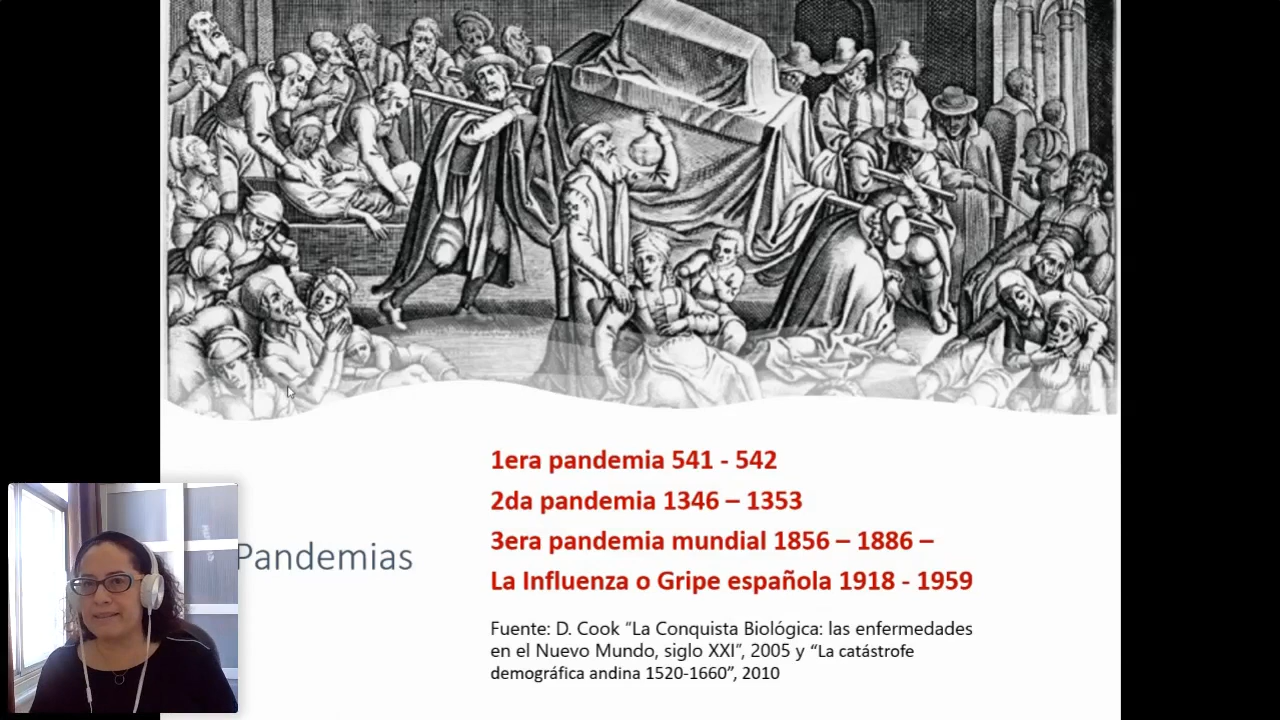 1era pandemia 541 - 542
2da pandemia 1346 – 1353
3era pandemia mundial 1856 – 1886 –
La Influenza o Gripe española 1918 - 1959
Pandemias
Fuente: D. Cook “La Conquista Biológica: las enfermedades
en el Nuevo Mundo, siglo XXI”, 2005 y “La catástrofe
demográfica andina 1520-1660”, 2010